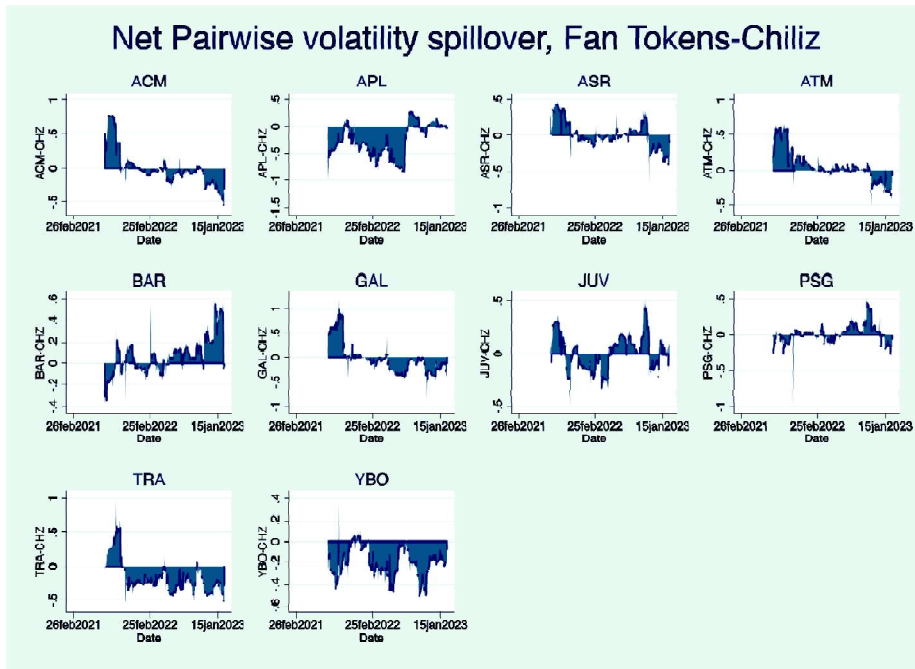 Net Pairwise volatility spillover, Fan Tokens-Chiliz
ACM
ACM-CHZ
1
.5
0
-.5
26feb2021 25feb2022 15jan2023
Date
APL
APL-CHZ
.5
0
-.5
-1
-1.5
26feb2021 25feb2022 15jan2023
Date
ASR
ASR-CHZ
.5
0
-.5
-1
26feb2021 25feb2022 15jan2023
Date
ATM
ATM-CHZ
1
.5
0
-.5
26feb2021 25feb2022 15jan2023
Date
BAR
BAR-CHZ
.6
.4
.2
0
-.2
-.4
26feb2021 25feb2022 15jan2023
Date
GAL
GAL-CHZ
1
.5
0
-.5
-1
26feb2021 25feb2022 15jan2023
Date
JUV
JUV-CHZ
.5
0
-.5
26feb2021 25feb2022 15jan2023
Date
PSG
PSG-CHZ
.5
0
-.5
-1
26feb2021 25feb2022 15jan2023
Date
TRA
TRA-CHZ
1
.5
0
-.5
26feb2021 25feb2022 15jan2023
Date
YBO
YBO-CHZ
.4
.2
0
-.2
-.4
-.6
26feb2021 25feb2022 15jan2023
Date